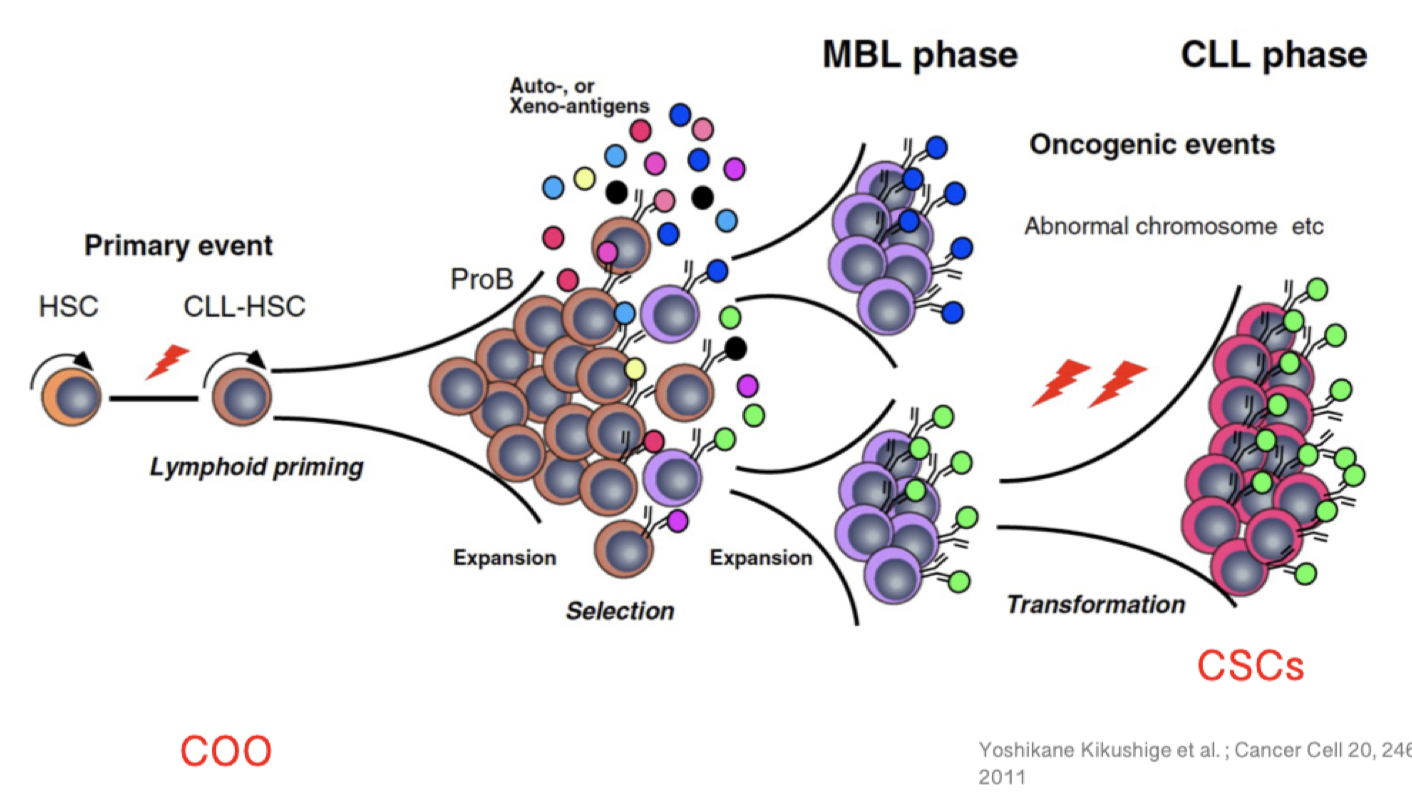 MBL phase
CLL phase
Auto-, or
Xeno-antigens
Oncogenic events
Abnormal chromosome etc
Primary event
ProB
HSC
CLL-HSC
Lymphoid priming
Expansion
Expansion
Selection
Transformation
CSCs
COO
Yoshikane Kikushige et al. ; Cancer Cell 20, 246
2011